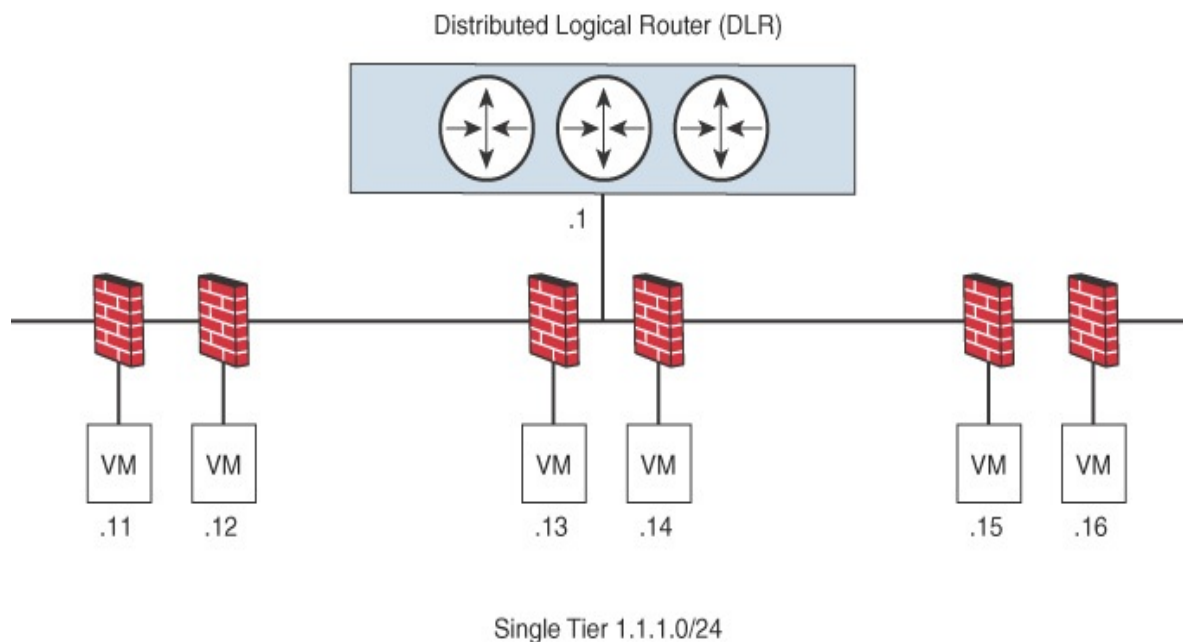 Distributed Logical Router (DLR)
.1
VM VM VM VM VM VM
.11 .12 .13 .14 .15 .16
Single Tier 1.1.1.0/24